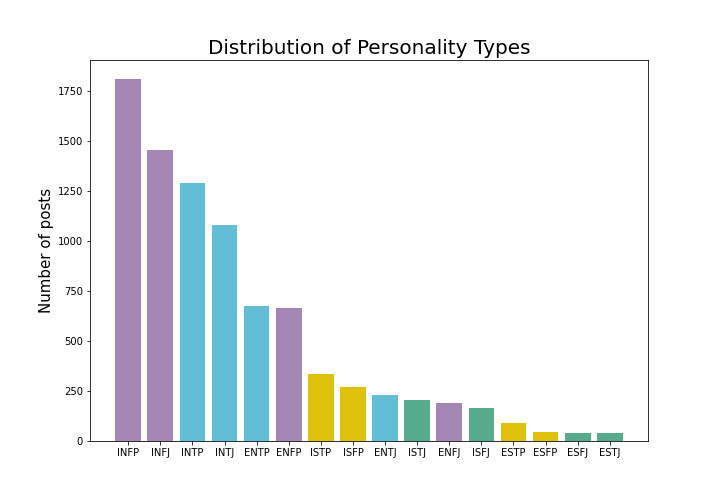 Distribution of Personality Types
Number of posts
1750
1500
1250
1000
750
500
250
0
INFP INFJ INTP INTJ ENTP ENFP ISTP ISFP ENTJ ISTJ ENFJ ISFJ ESTP ESFP ESFJ ESTJ